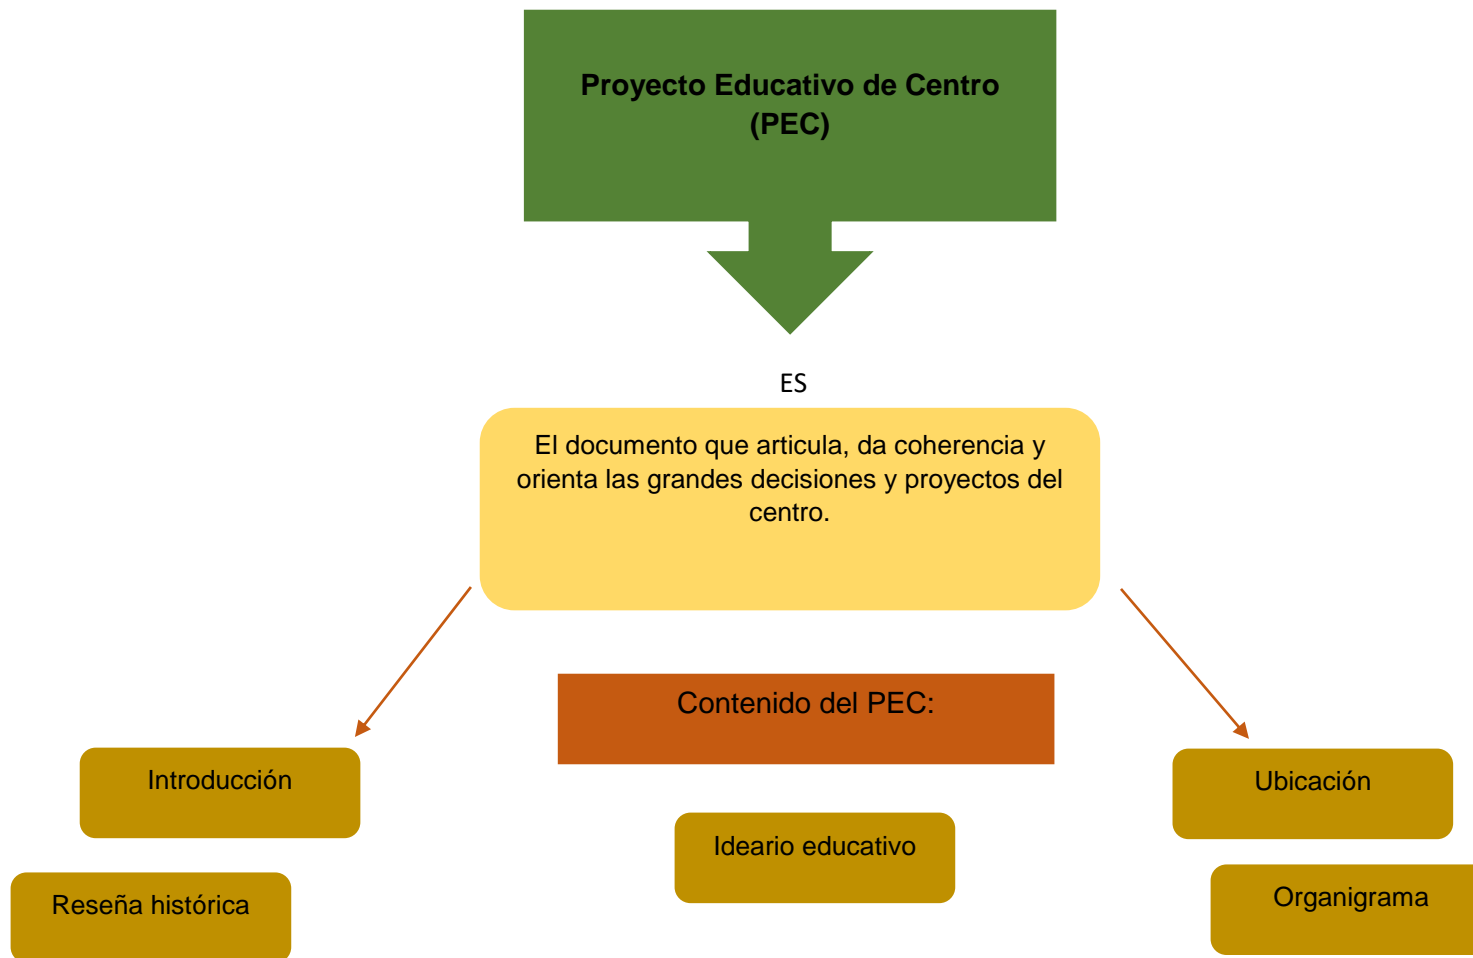 Proyecto Educativo de Centro
(PEC)
ES
El documento que articula, da coherencia y
orienta las grandes decisiones y proyectos del
centro.
Contenido del PEC:
Introducción
Ubicación
Ideario educativo
Reseña histórica
Organigrama